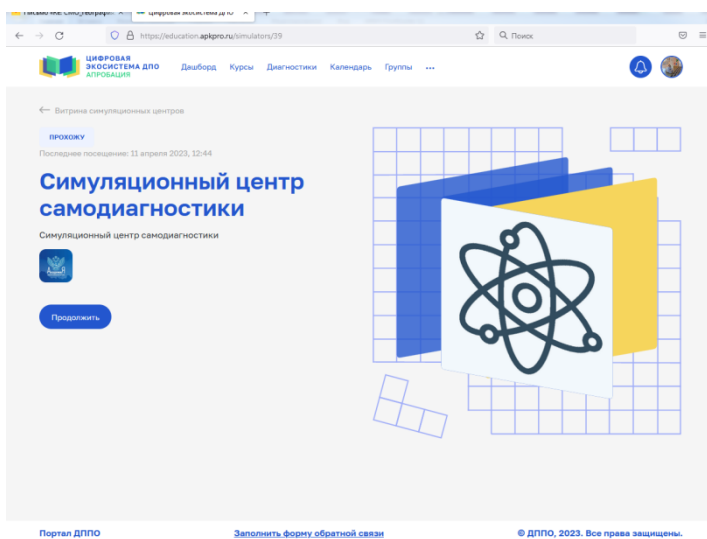 https://education.apkpro.ru/simulators/39
Поиск
ЦИФРОВАЯ
ЭКОСИСТЕМА ДПО
АПРОБАЦИЯ
Дашборд Курсы Диагностики Календарь Группы ...
← Витрина симуляционных центров
ПРОХОЖУ
Последнее посещение: 11 апреля 2023, 12:44
Симуляционный центр
самодиагностики
Симуляционный центр самодиагностики
Продолжить
Портал ДППО Заполнить форму обратной связи © ДППО, 2023. Все права защищены.